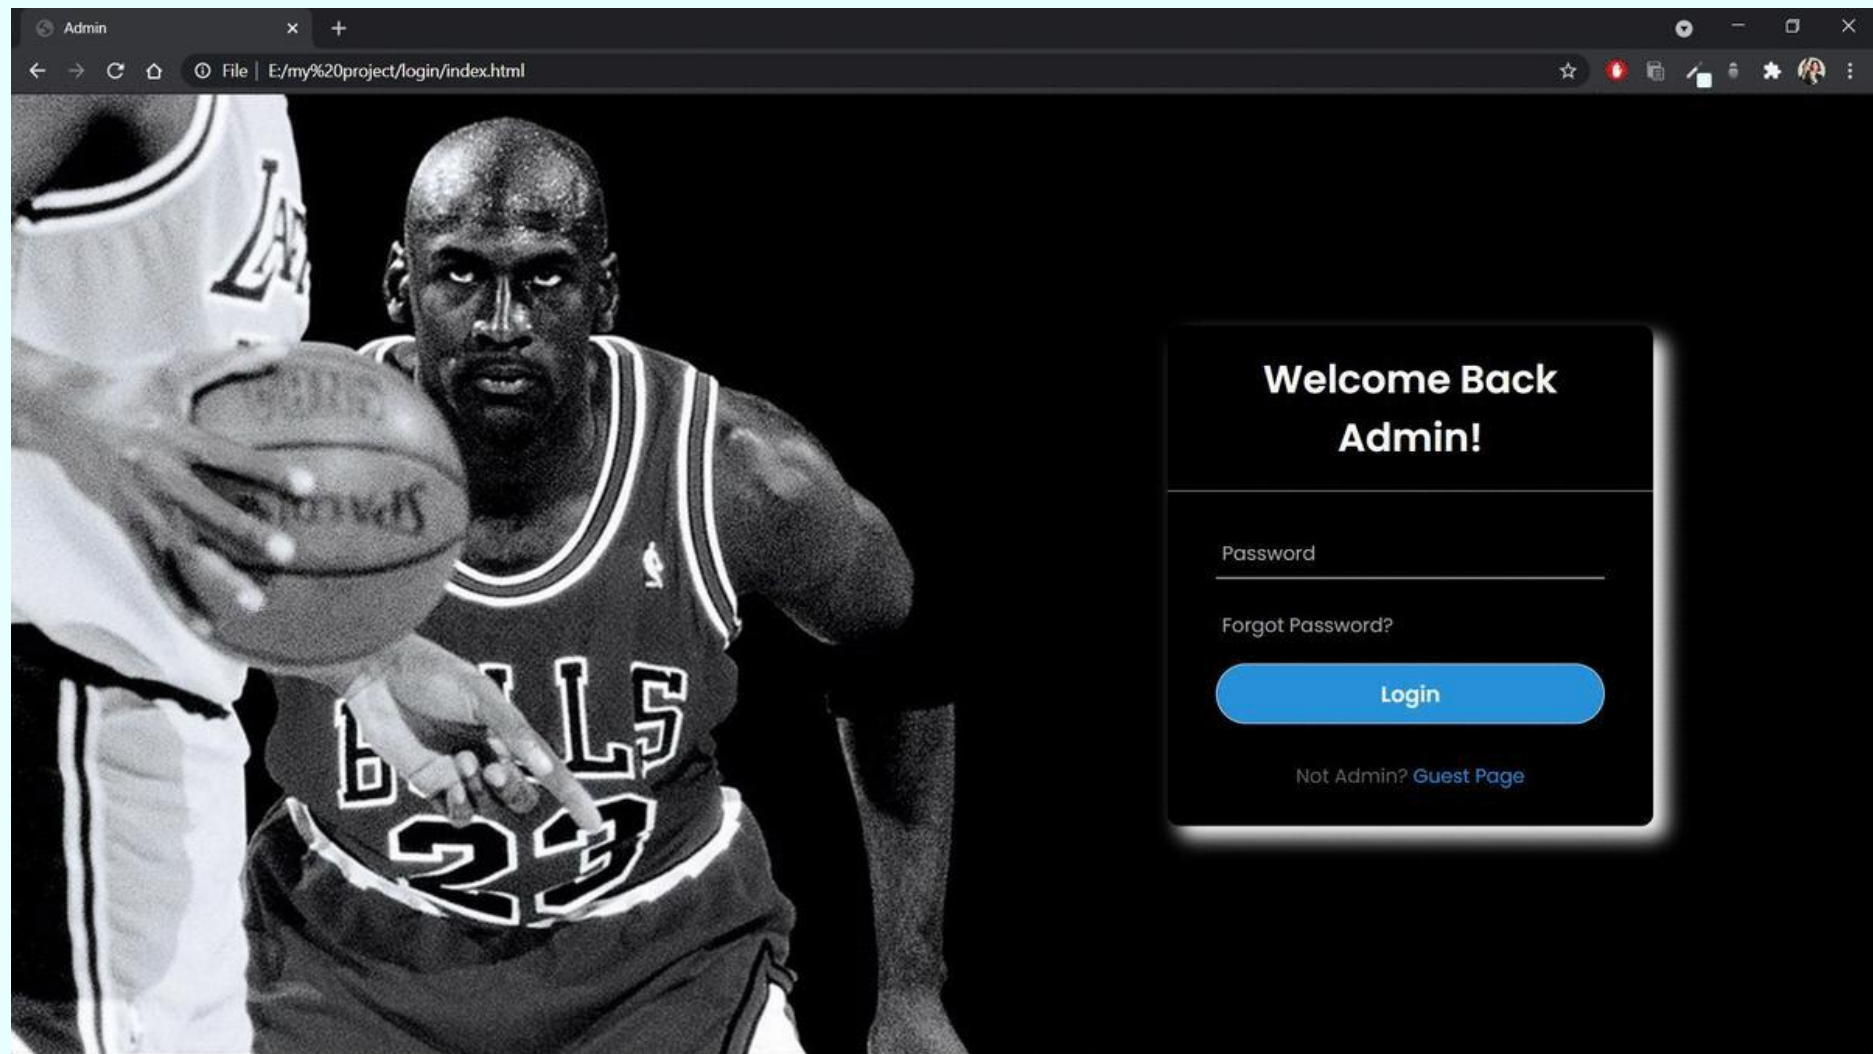 Admin
File
E:/my%20project/login/index.html
Welcome Back
Admin!
Password
Forgot Password?
Login
Not Admin? Guest Page
23